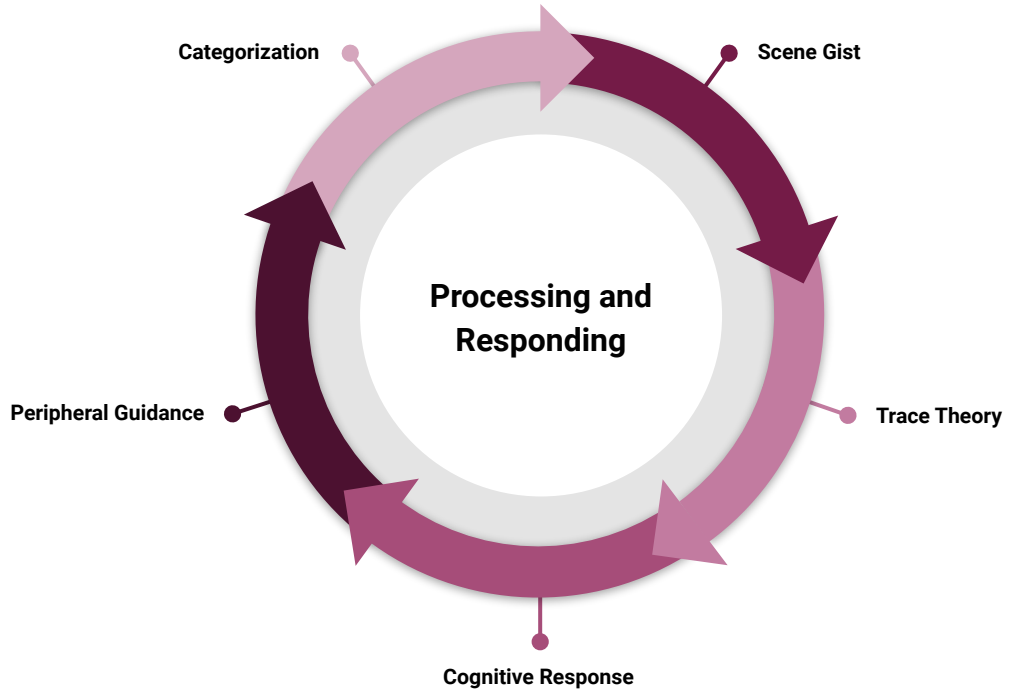 Categorization
Scene Gist
Processing and
Responding
Peripheral Guidance
Trace Theory
Cognitive Response